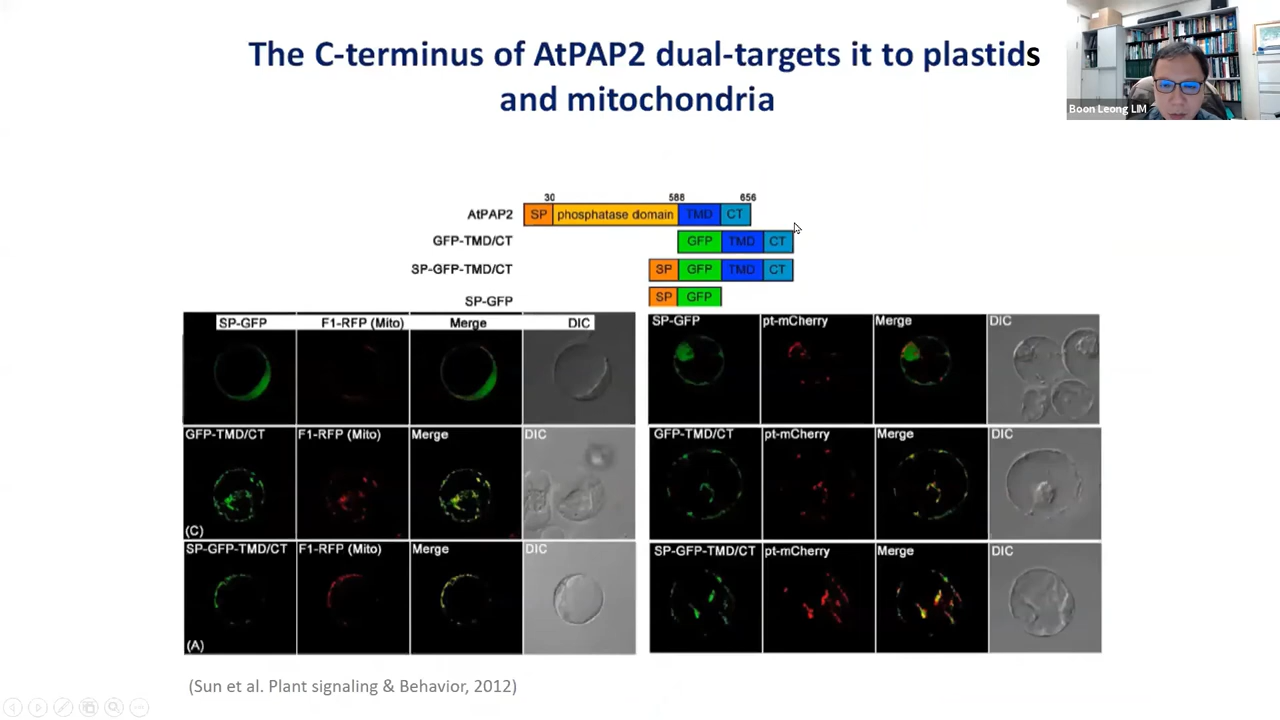 The C-terminus of AtPAP2 dual-targets it to plastids
and mitochondria
Boon Leong LIM
30 588 656
AtPAP2 SP phosphatase domain TMD CT
GFP-TMD/CT GFP TMD CT
SP-GFP-TMD/CT SP GFP TMD CT
SP-GFP SP GFP
SP-GFP F1-RFP (Mito) Merge DIC
SP-GFP pt-mCherry Merge DIC
GFP-TMD/CT F1-RFP (Mito) Merge DIC
(C)
GFP-TMD/CT pt-mCherry Merge DIC
SP-GFP-TMD/CT F1-RFP (Mito) Merge DIC
(A)
SP-GFP-TMD/CT pt-mCherry Merge DIC
(Sun et al. Plant signaling & Behavior, 2012)